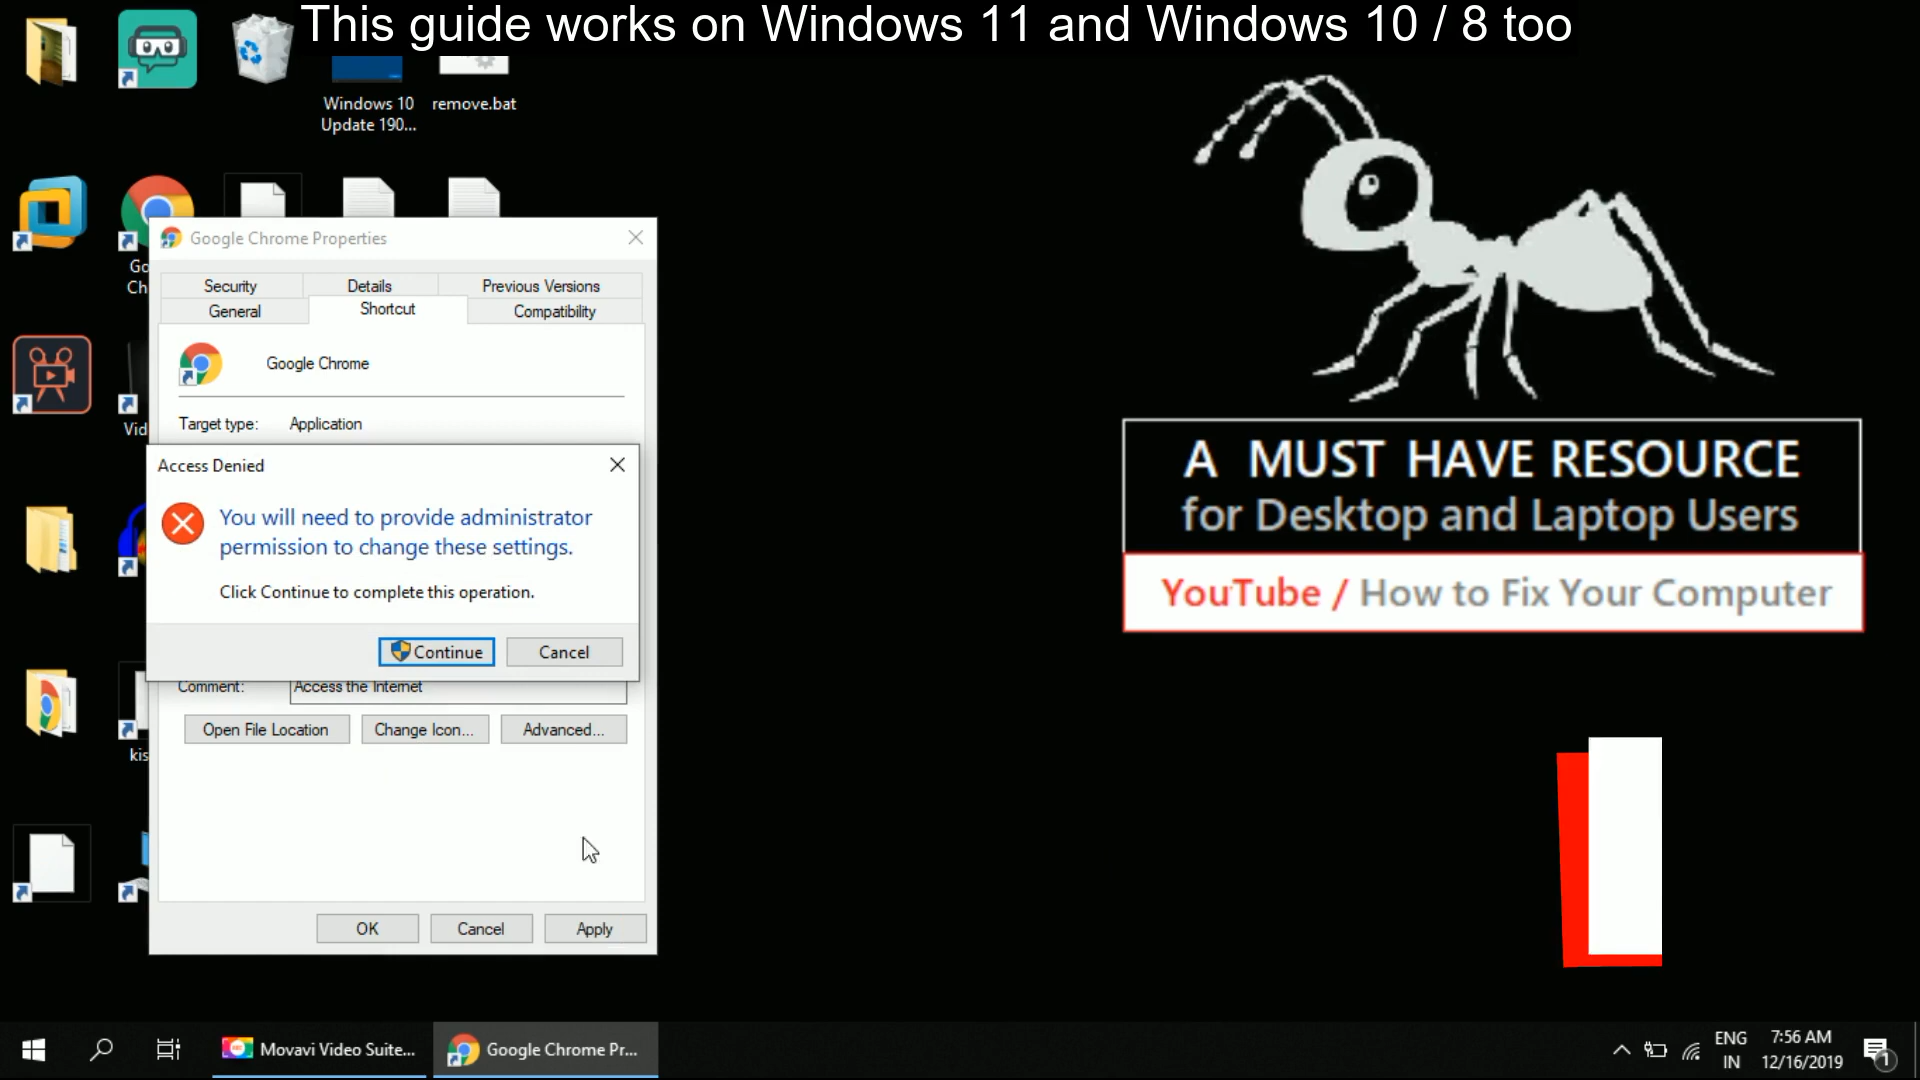 This guide works on Windows 11 and Windows 10 / 8 too
Windows 10
Update 190...
remove.bat
Go
Ch
Vid
kis
Google Chrome Properties
Security
Details
Previous Versions
General
Shortcut
Compatibility
Google Chrome
Target type:
Application
Access Denied
You will need to provide administrator
permission to change these settings.
Click Continue to complete this operation.
Continue
Cancel
Comment:
Access the Internet
Open File Location
Change Icon...
Advanced...
OK
Cancel
Apply
A MUST HAVE RESOURCE
for Desktop and Laptop Users
YouTube / How to Fix Your Computer
Movavi Video Suite...
Google Chrome Pr...
ENG
IN
7:56 AM
12/16/2019
1